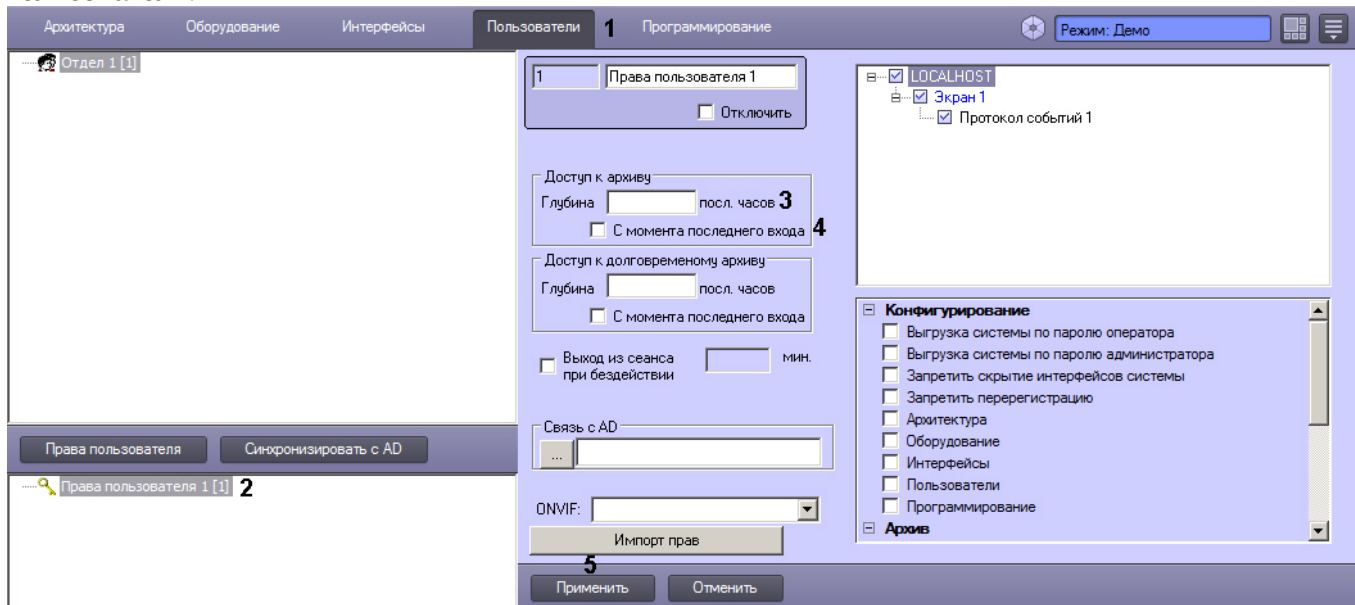 Архитектура Оборудование Интерфейсы Пользователи 1 Программирование Режим: Демо
Отдел 1 [1]
1 Права пользователя 1
Отключить
Доступ к архиву
Глубина посл. часов 3
С момента последнего входа 4
Доступ к долговременому архиву
Глубина посл. часов
С момента последнего входа
Выход из сеанса мин.
при бездействии
Связь с AD
...
ONVIF:
Импорт прав
5
Применить Отменить
LOCALHOST
Экран 1
Протокол событий 1
Конфигурирование
Выгрузка системы по паролю оператора
Выгрузка системы по паролю администратора
Запретить скрытие интерфейсов системы
Запретить перерегистрацию
Архитектура
Оборудование
Интерфейсы
Пользователи
Программирование
Архив
Права пользователя Синхронизировать с AD
Права пользователя 1 [1] 2